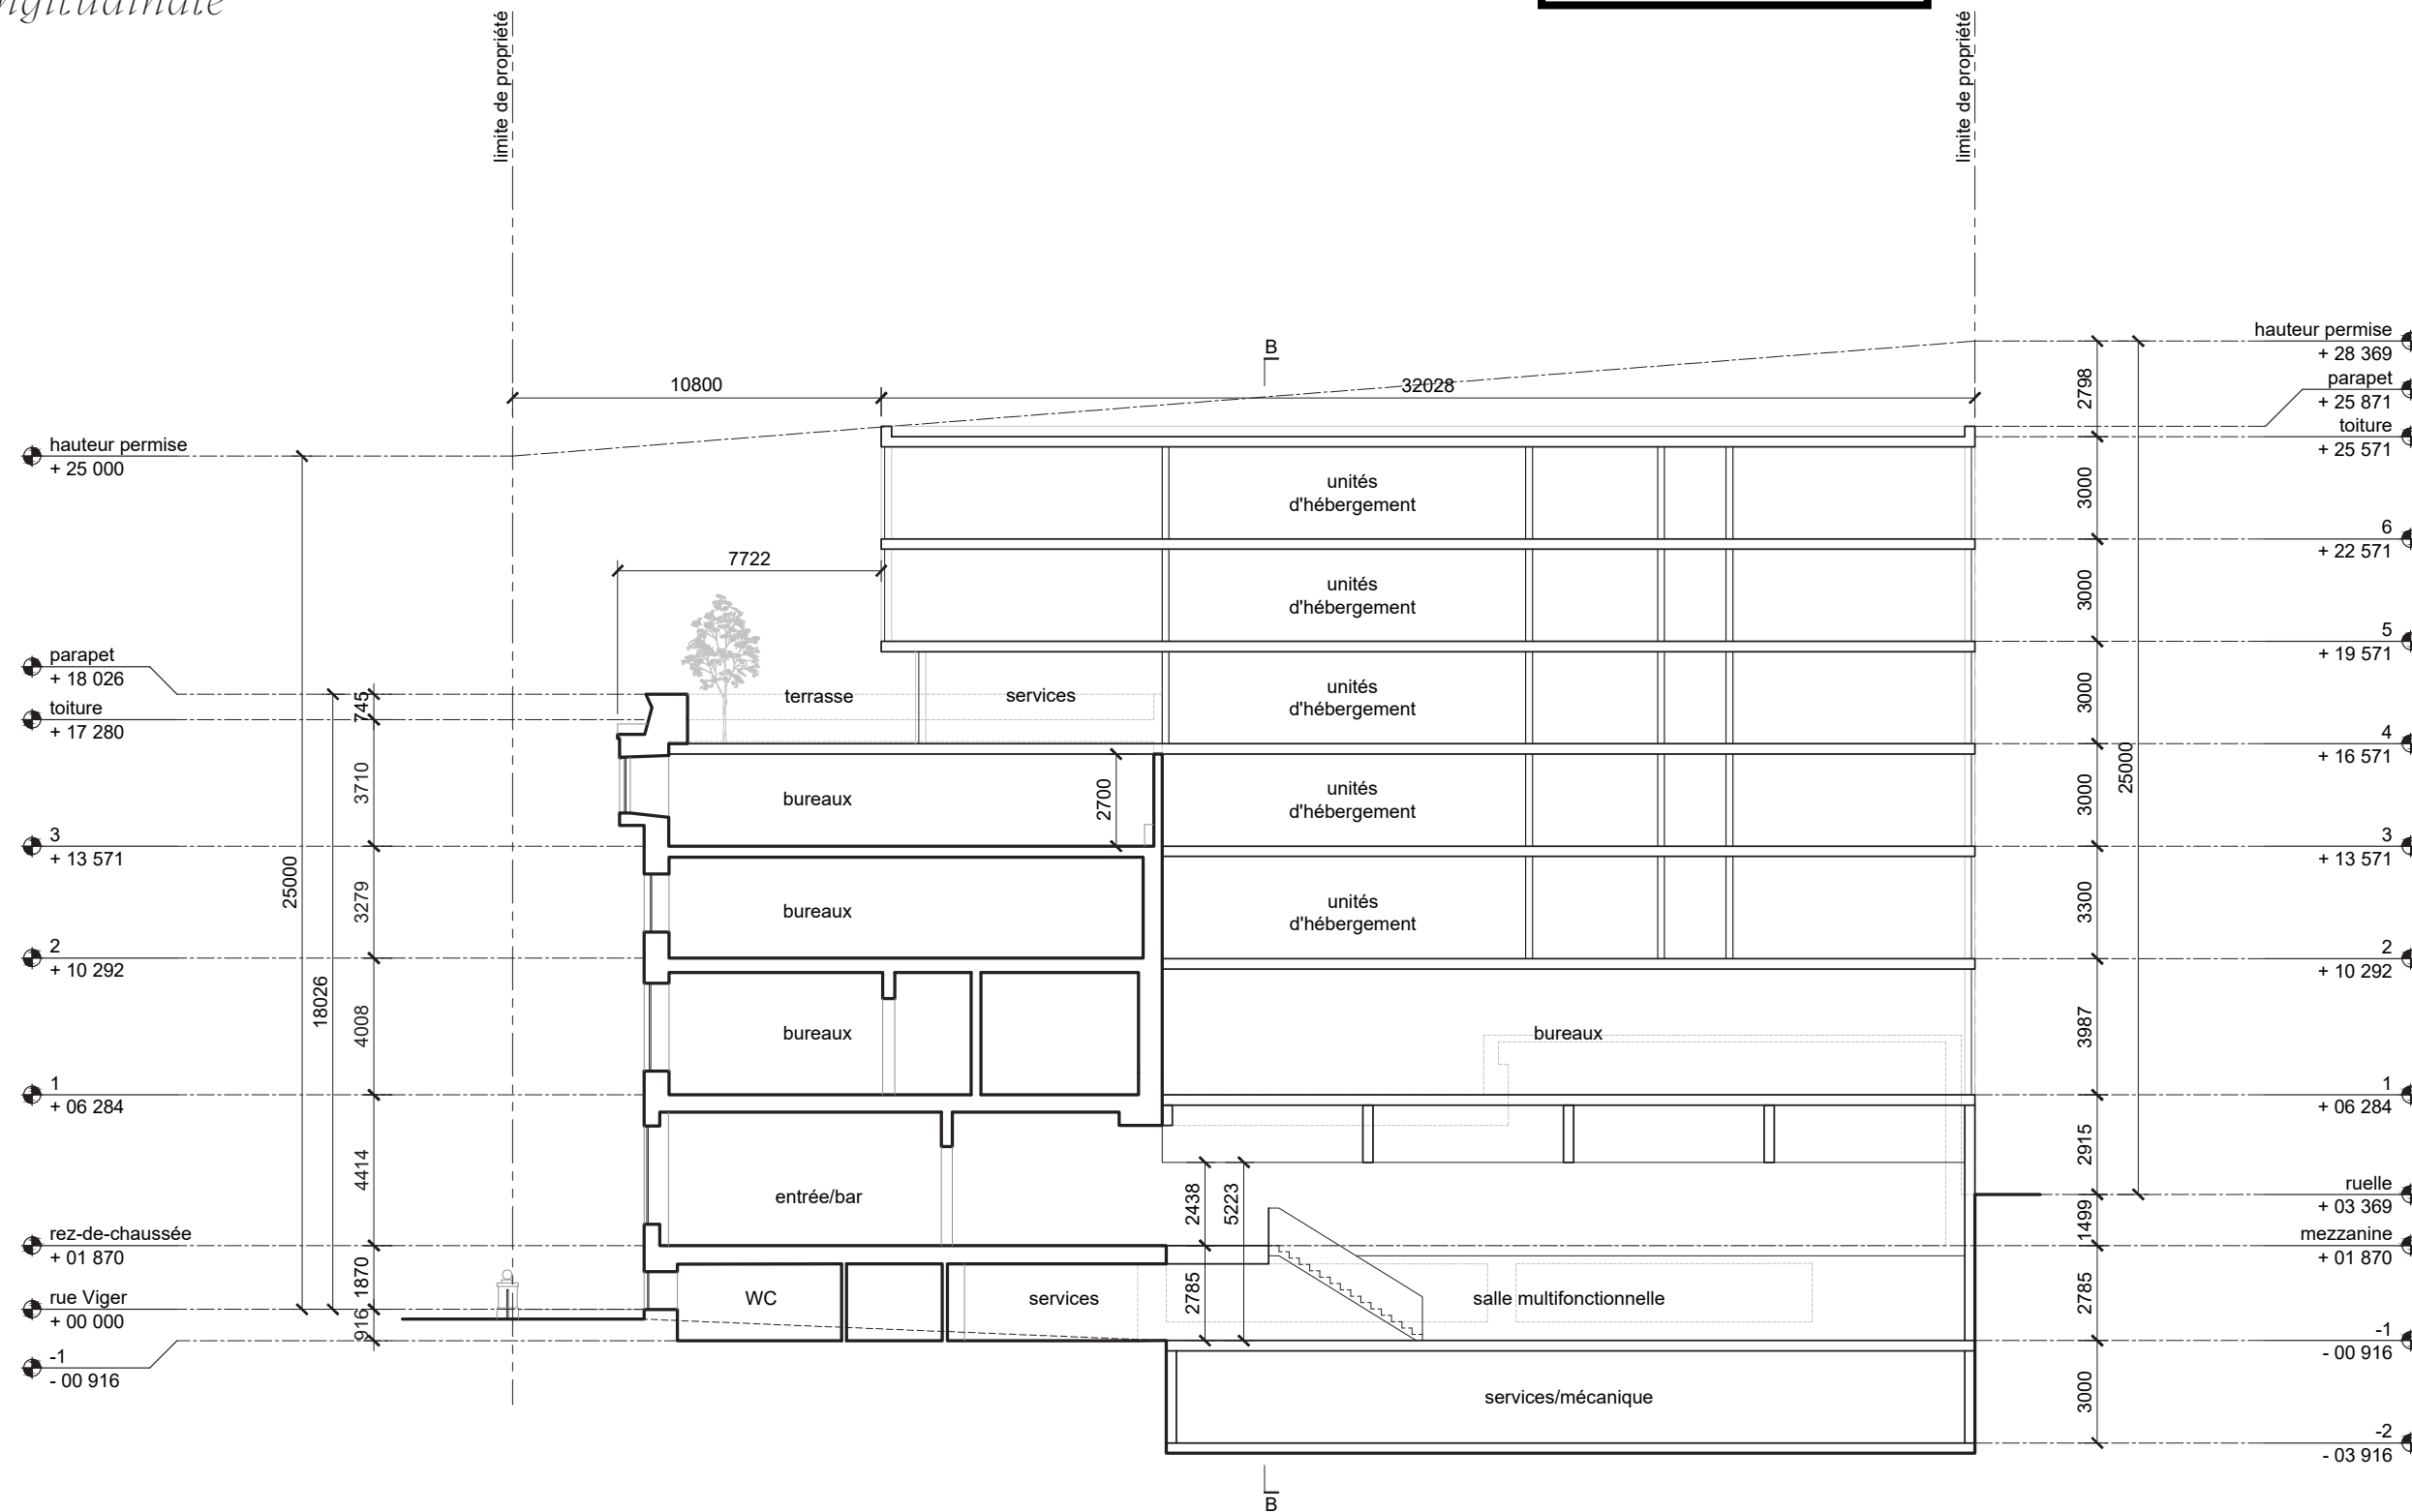 ngitudinale
limite de propriété
limite de propriété
B
10800
32028
hauteur permise
+ 25 000
7722
parapet
+ 18 026
toiture
+ 17 280
3
+ 13 571
2
+ 10 292
1
+ 06 284
rez-de-chaussée
+ 01 870
rue Viger
+ 00 000
-1
- 00 916
25000
18026
745
3710
3279
4008
4414
1870
916
unités
d'hébergement
unités
d'hébergement
terrasse
services
unités
d'hébergement
bureaux
2700
unités
d'hébergement
bureaux
unités
d'hébergement
bureaux
bureaux
entrée/bar
2438
5223
2785
WC
services
salle multifonctionnelle
services/mécanique
B
2798
3000
3000
3000
3000
3300
3987
2915
1499
2785
3000
25000
hauteur permise
+ 28 369
parapet
+ 25 871
toiture
+ 25 571
6
+ 22 571
5
+ 19 571
4
+ 16 571
3
+ 13 571
2
+ 10 292
1
+ 06 284
ruelle
+ 03 369
mezzanine
+ 01 870
-1
- 00 916
-2
- 03 916